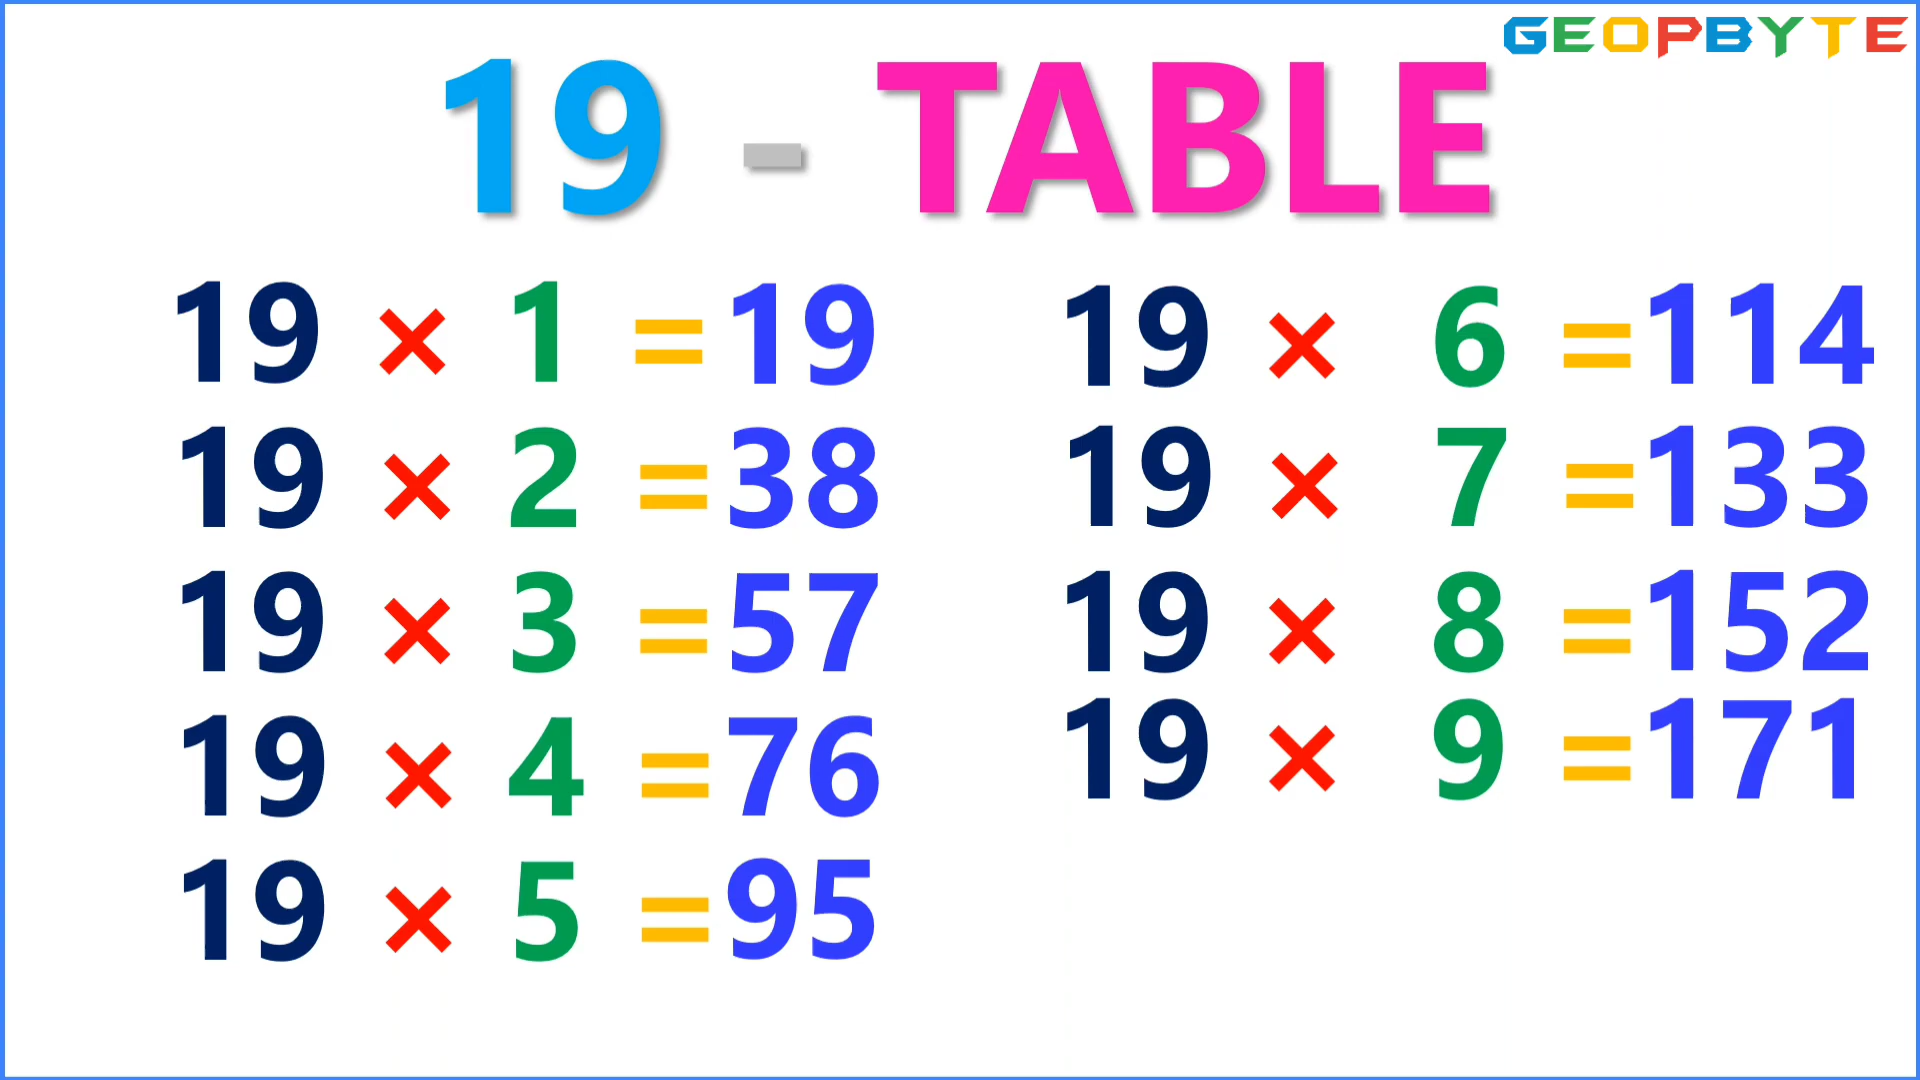 GEOPBYTE
19 - TABLE
19 × 1 = 19
19 × 2 = 38
19 × 3 = 57
19 × 4 = 76
19 × 5 = 95
19 × 6 = 114
19 × 7 = 133
19 × 8 = 152
19 × 9 = 171